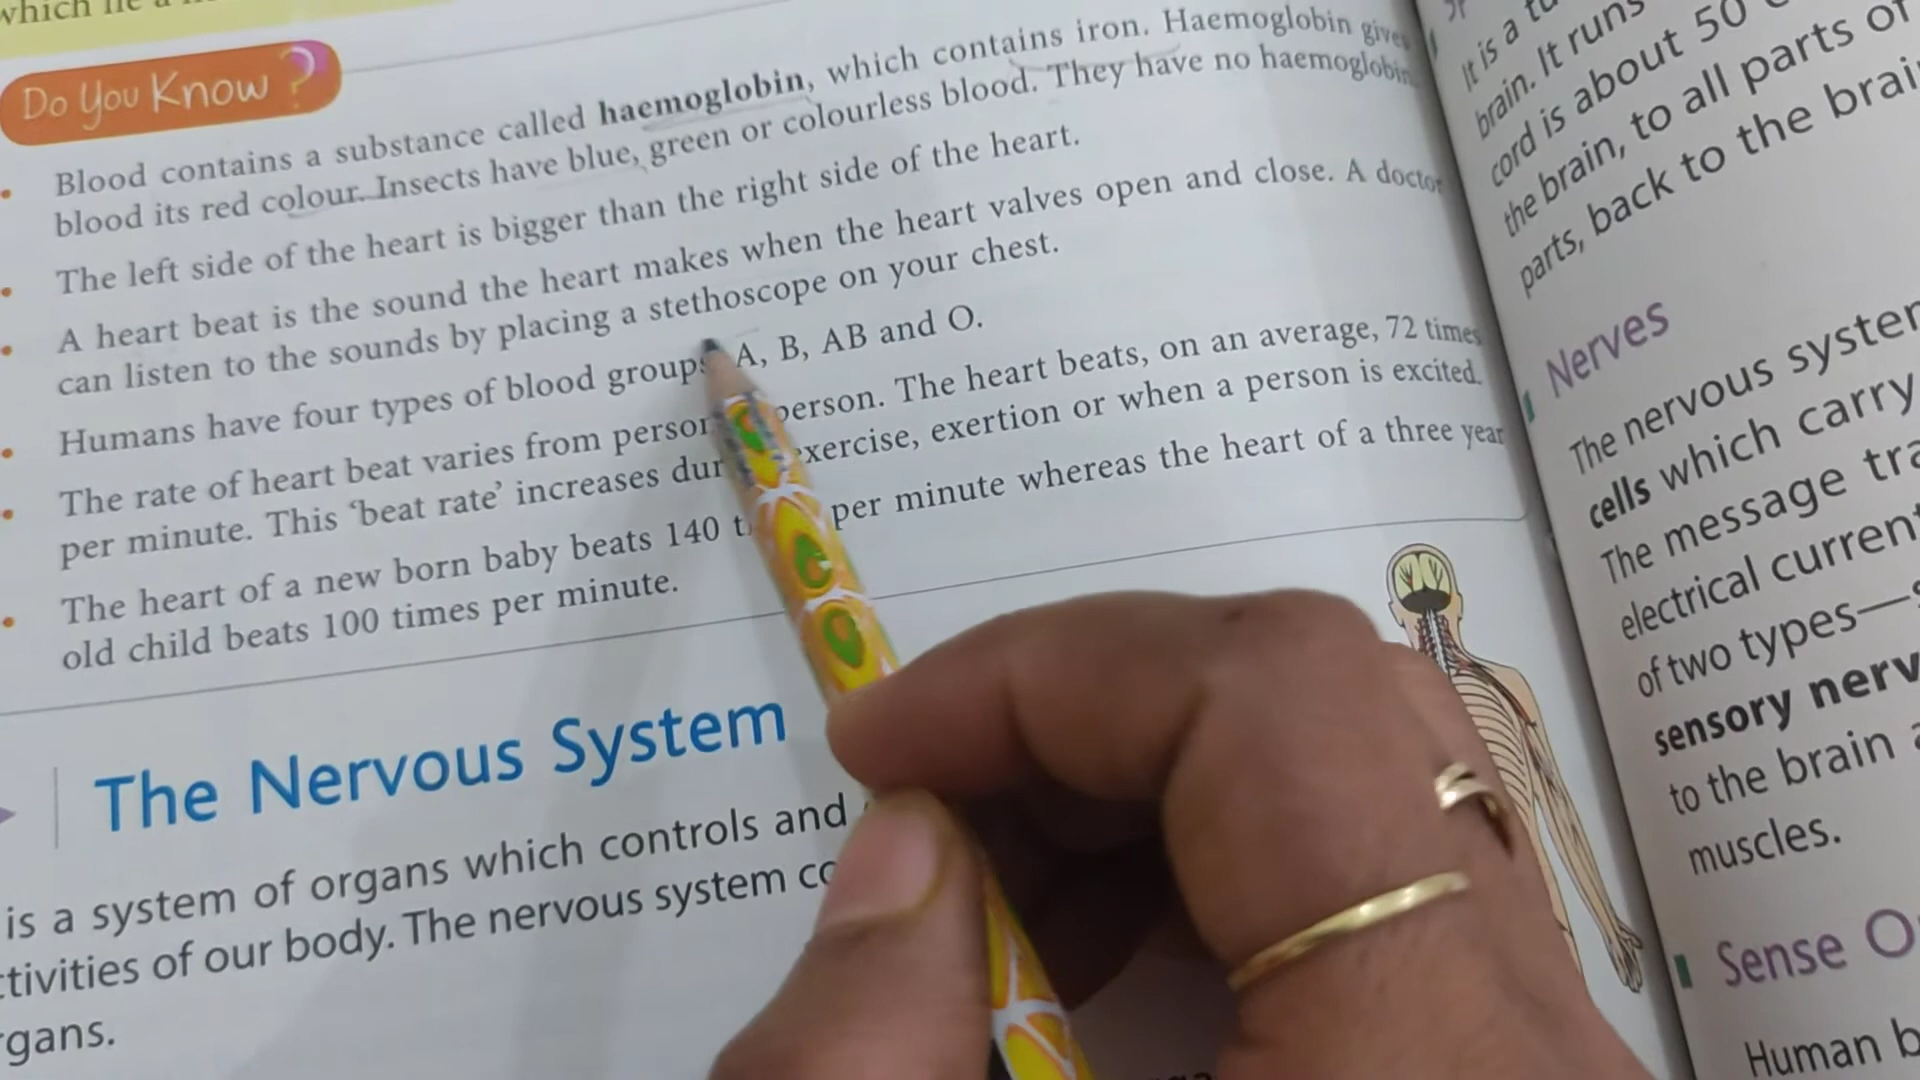 which
Do You Know ?
• Blood contains a substance called haemoglobin, which contains iron. Haemoglobin gives
blood its red colour. Insects have blue, green or colourless blood. They have no haemoglobin.
• The left side of the heart is bigger than the right side of the heart.
• A heart beat is the sound the heart makes when the heart valves open and close. A doctor
can listen to the sounds by placing a stethoscope on your chest.
• Humans have four types of blood groups A, B, AB and O.
• The rate of heart beat varies from person person. The heart beats, on an average, 72 times
per minute. This ‘beat rate’ increases dur exercise, exertion or when a person is excited.
• The heart of a new born baby beats 140 t per minute whereas the heart of a three year
old child beats 100 times per minute.
The Nervous System
is a system of organs which controls and
ctivities of our body. The nervous system co
rgans.
It is a tu
brain. It runs
cord is about 50
the brain, to all parts of
parts, back to the brai
Nerves
The nervous system
cells which carry
The message tra
electrical current
of two types—s
sensory nerv
to the brain a
muscles.
Sense O
Human b